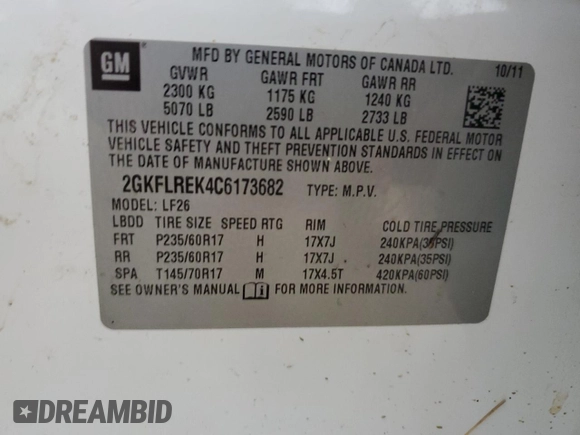 GM
MFD BY GENERAL MOTORS OF CANADA LTD.
10/11
GVWR GAWR FRT GAWR RR
2300 KG 1175 KG 1240 KG
5070 LB 2590 LB 2733 LB
THIS VEHICLE CONFORMS TO ALL APPLICABLE U.S. FEDERAL MOTOR
VEHICLE SAFETY AND THEFT PREVENTION STANDARDS IN EFFECT ON
THE DATE OF MANUFACTURE SHOWN ABOVE.
2GKFLREK4C6173682 TYPE: M.P.V.
MODEL: LF26
LBDD TIRE SIZE SPEED RTG RIM COLD TIRE PRESSURE
FRT P235/60R17 H 17X7J 240KPA(35PSI)
RR P235/60R17 H 17X7J 240KPA(35PSI)
SPA T145/70R17 M 17X4.5T 420KPA(60PSI)
SEE OWNER'S MANUAL FOR MORE INFORMATION.
DREAMBID